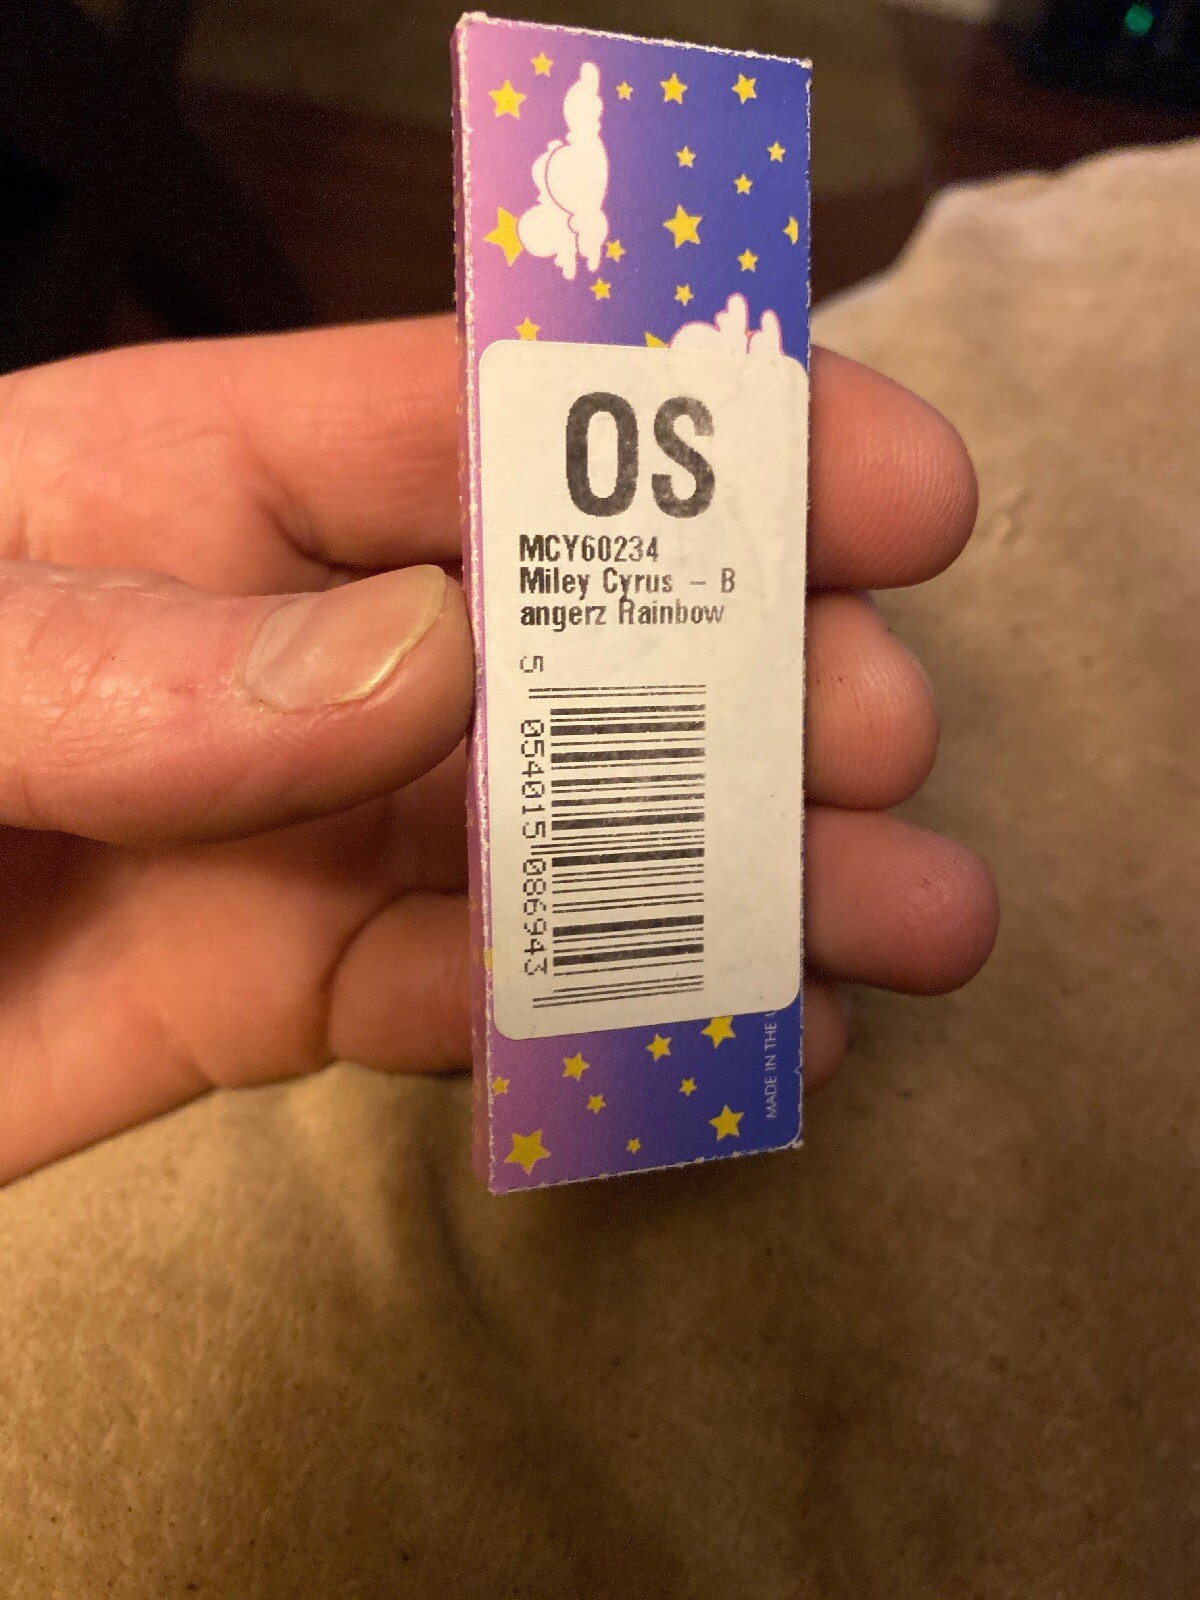 OS
MCY60234
Miley Cyrus – B
angerz Rainbow
5 054015 086943
MADE IN THE